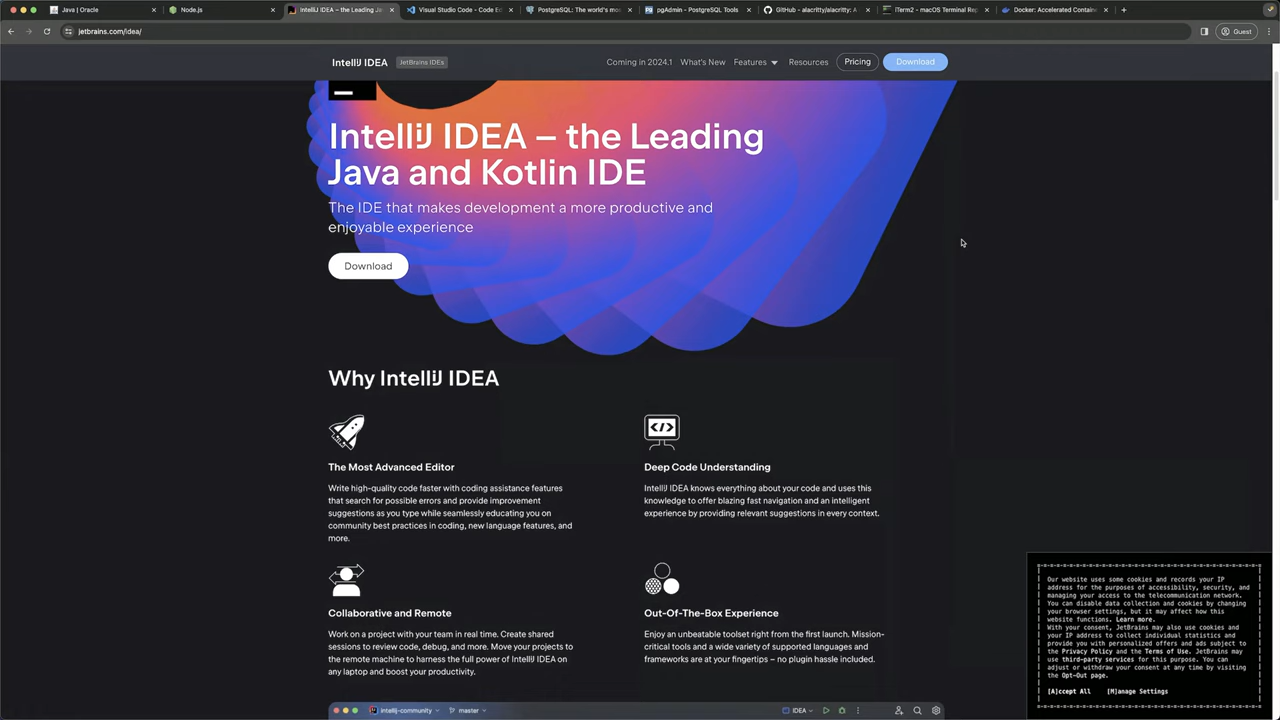 Java | Oracle
Node.js
IntelliJ IDEA – the Leading Ja
Visual Studio Code - Code Ed
PostgreSQL: The world's mo
pgAdmin - PostgreSQL Tools
GitHub - alacritty/alacritty: A
iTerm2 - macOS Terminal Rep
Docker: Accelerated Contain
jetbrains.com/idea/
Guest
IntelliJ IDEA
JetBrains IDEs
Coming in 2024.1
What's New
Features
Resources
Pricing
Download
IntelliJ IDEA – the Leading
Java and Kotlin IDE
The IDE that makes development a more productive and
enjoyable experience
Download
Why IntelliJ IDEA
The Most Advanced Editor
Write high-quality code faster with coding assistance features
that search for possible errors and provide improvement
suggestions as you type while seamlessly educating you on
community best practices in coding, new language features, and
more.
Deep Code Understanding
IntelliJ IDEA knows everything about your code and uses this
knowledge to offer blazing fast navigation and an intelligent
experience by providing relevant suggestions in every context.
Collaborative and Remote
Work on a project with your team in real time. Create shared
sessions to review code, debug, and more. Move your projects to
the remote machine to harness the full power of IntelliJ IDEA on
any laptop and boost your productivity.
Out-Of-The-Box Experience
Enjoy an unbeatable toolset right from the first launch. Mission-
critical tools and a wide variety of supported languages and
frameworks are at your fingertips – no plugin hassle included.
Our website uses some cookies and records your IP
address for the purposes of accessibility, security, and
managing your access to the telecommunication network.
You can disable data collection and cookies by changing
your browser settings, but it may affect how this
website functions. Learn more.
With your consent, JetBrains may also use cookies and
your IP address to collect individual statistics and
provide you with personalized offers and ads subject to
the Privacy Policy and the Terms of Use. JetBrains may
use third-party services for this purpose. You can
adjust or withdraw your consent at any time by visiting
the Opt-Out page.
[A]ccept All
[M]anage Settings
intellij-community
master
IDEA